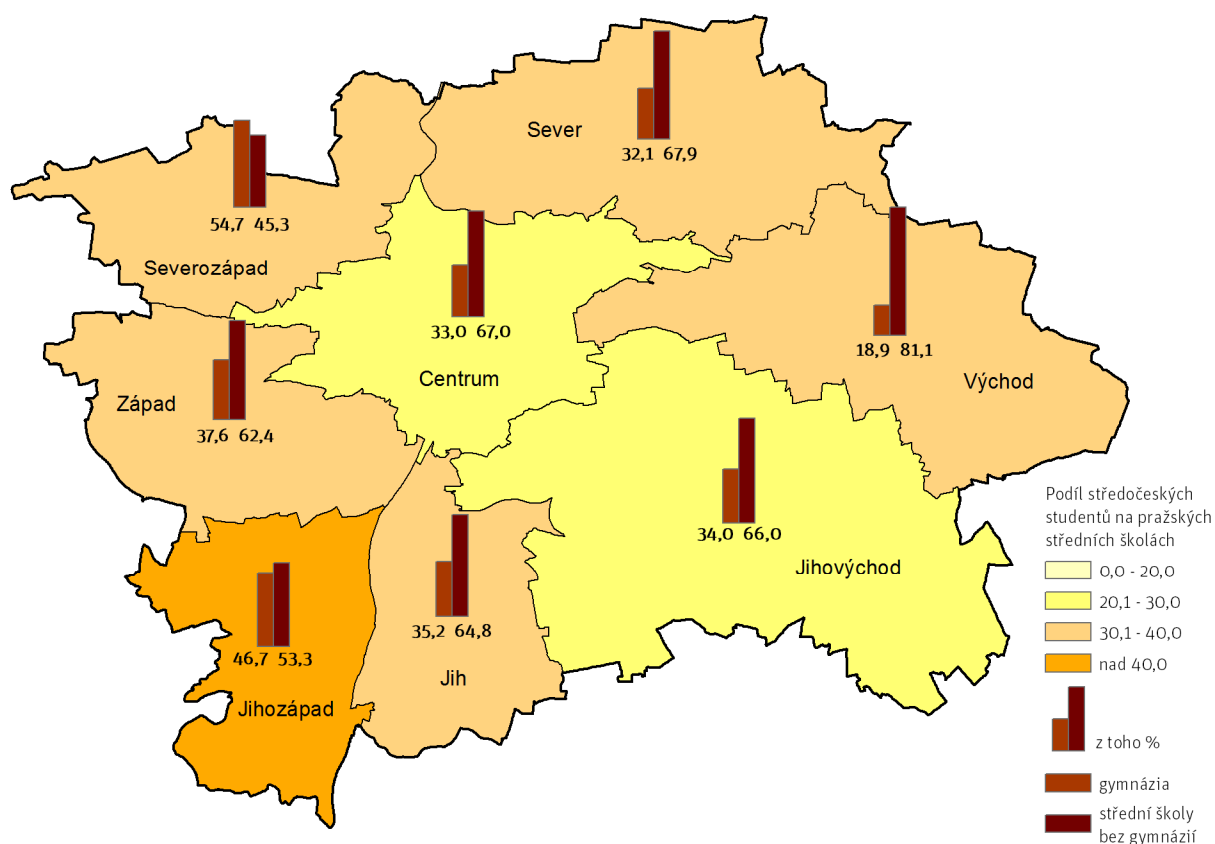 Sever
32,1 67,9
54,7 45,3
Severozápad
33,0 67,0
Centrum
18,9 81,1
Východ
Západ
37,6 62,4
34,0 66,0
Jihovýchod
35,2 64,8
Jih
46,7 53,3
Jihozápad
Podíl středočeských
studentů na pražských
středních školách
0,0 - 20,0
20,1 - 30,0
30,1 - 40,0
nad 40,0
z toho %
gymnázia
střední školy
bez gymnázií